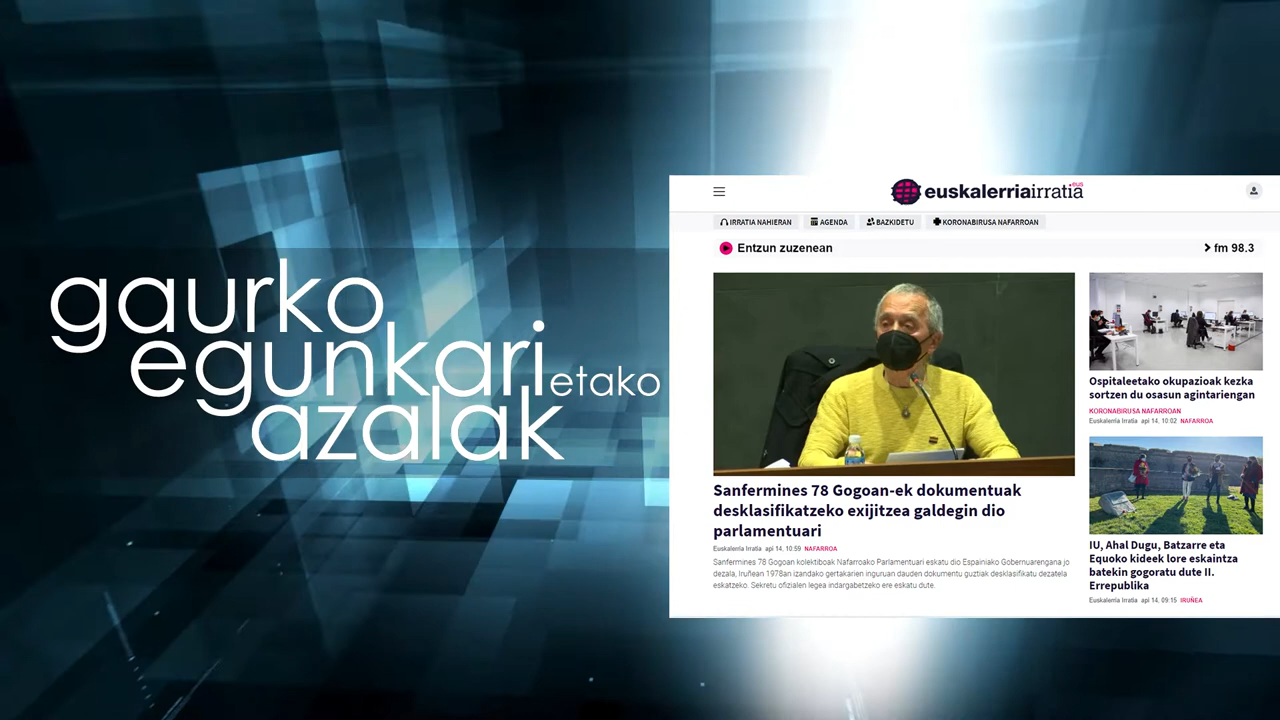 gaurko
egunkarietako
azalak
euskalerriairratia.eus
IRRATIA NAHIERAN
AGENDA
BAZKIDETU
KORONABIRUSA NAFARROAN
Entzun zuzenean
fm 98.3
Sanfermines 78 Gogoan-ek dokumentuak
desklasifikatzeko exijitzea galdegin dio
parlamentuari
Euskalerria Irratia api 14, 10:59 NAFARROA
Sanfermines 78 Gogoan kolektiboak Nafarroako Parlamentuari eskatu dio Espainiako Gobernuarengana jo
dezala, Iruñean 1978an izandako gertakarien inguruan dauden dokumentu guztiak desklasifikatu dezatela
eskatzeko. Sekretu ofizialen legea indargabetzeko ere eskatu dute.
Ospitaleetako okupazioak kezka
sortzen du osasun agintariengan
KORONABIRUSA NAFARROAN
Euskalerria Irratia api 14, 10:02 NAFARROA
IU, Ahal Dugu, Batzarre eta
Equoko kideek lore eskaintza
batekin gogoratu dute II.
Errepublika
Euskalerria Irratia api 14, 09:15 IRUÑEA